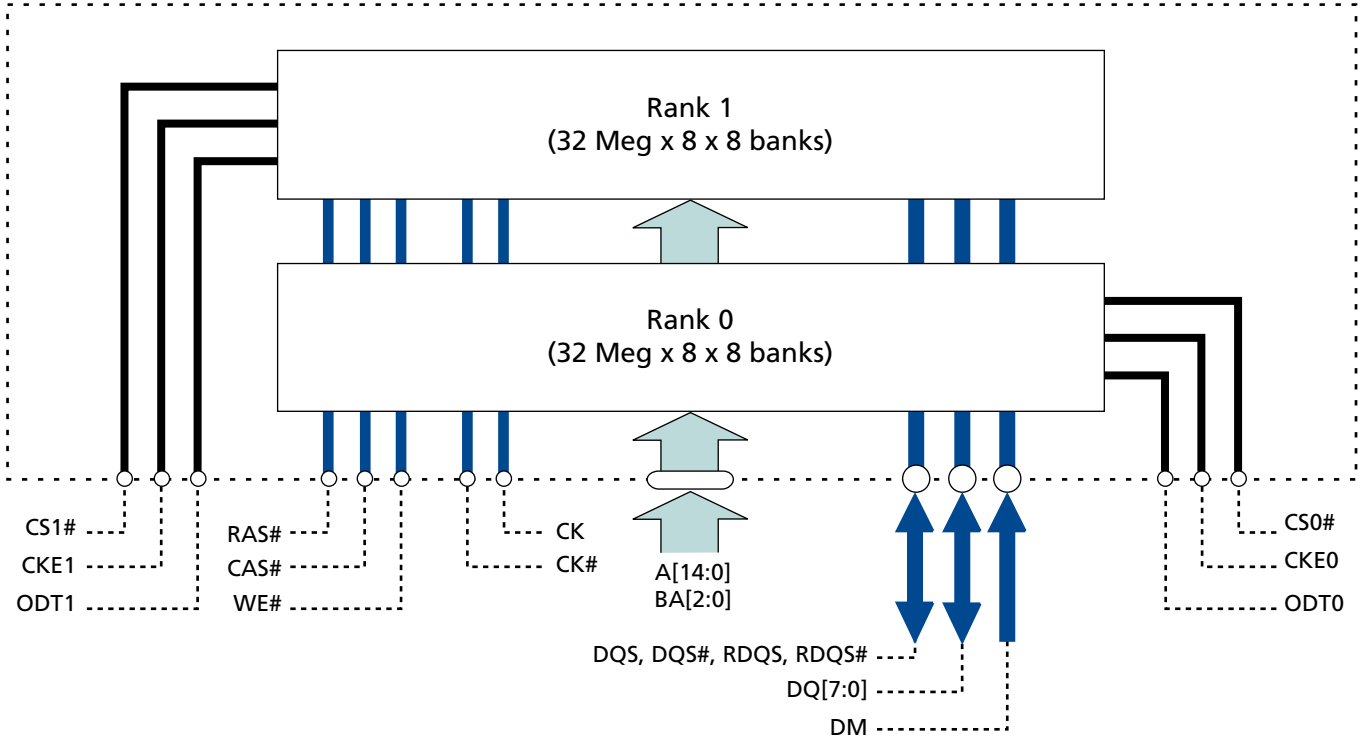 Rank 1
(32 Meg x 8 x 8 banks)
Rank 0
(32 Meg x 8 x 8 banks)
CS1#
CKE1
ODT1
RAS#
CAS#
WE#
CK
CK#
A[14:0]
BA[2:0]
CS0#
CKE0
ODT0
DQS, DQS#, RDQS, RDQS#
DQ[7:0]
DM